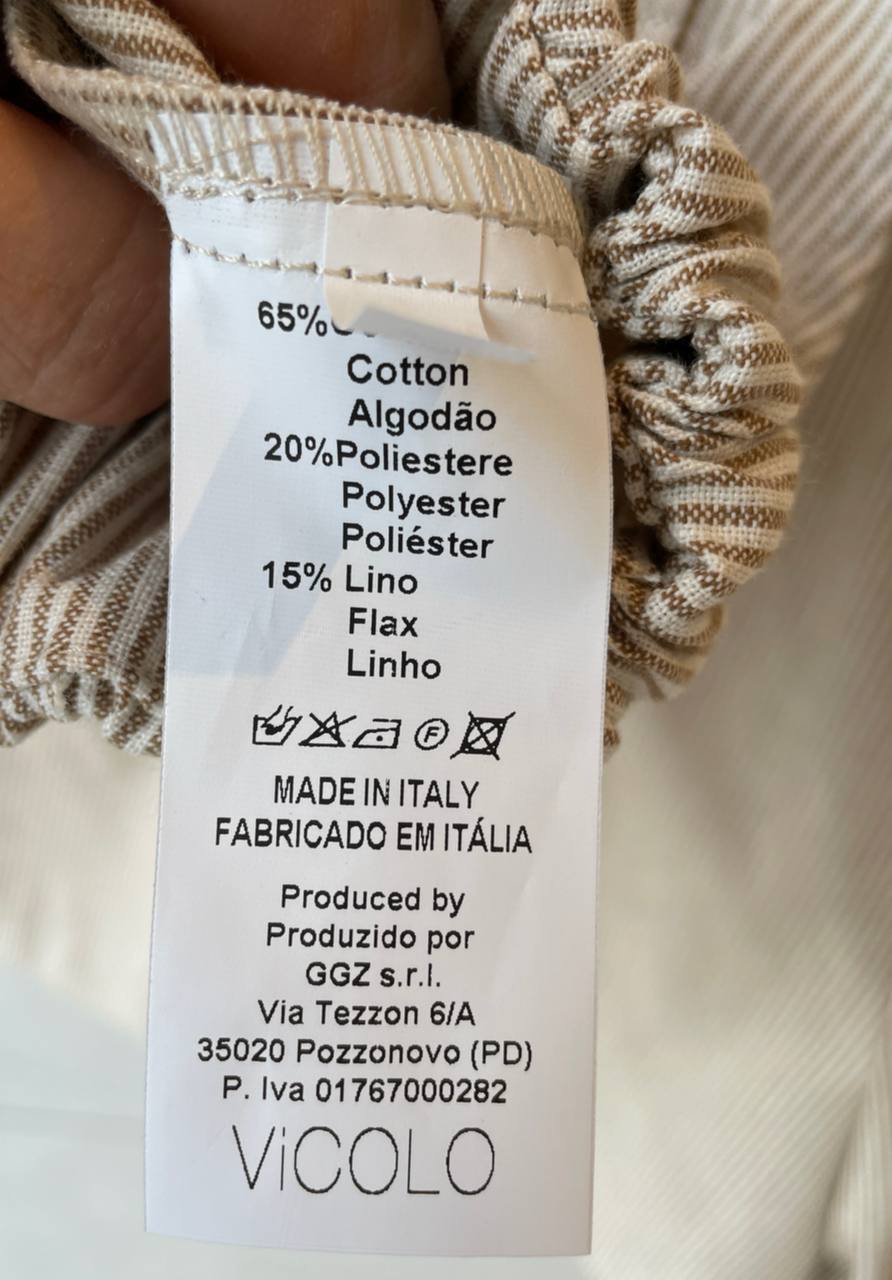 65%
Cotton
Algodão
20%Poliestere
Polyester
Poliéster
15% Lino
Flax
Linho
F
MADE IN ITALY
FABRICADO EM ITÁLIA
Produced by
Produzido por
GGZ s.r.l.
Via Tezzon 6/A
35020 Pozzonovo (PD)
P. Iva 01767000282
ViCOLO